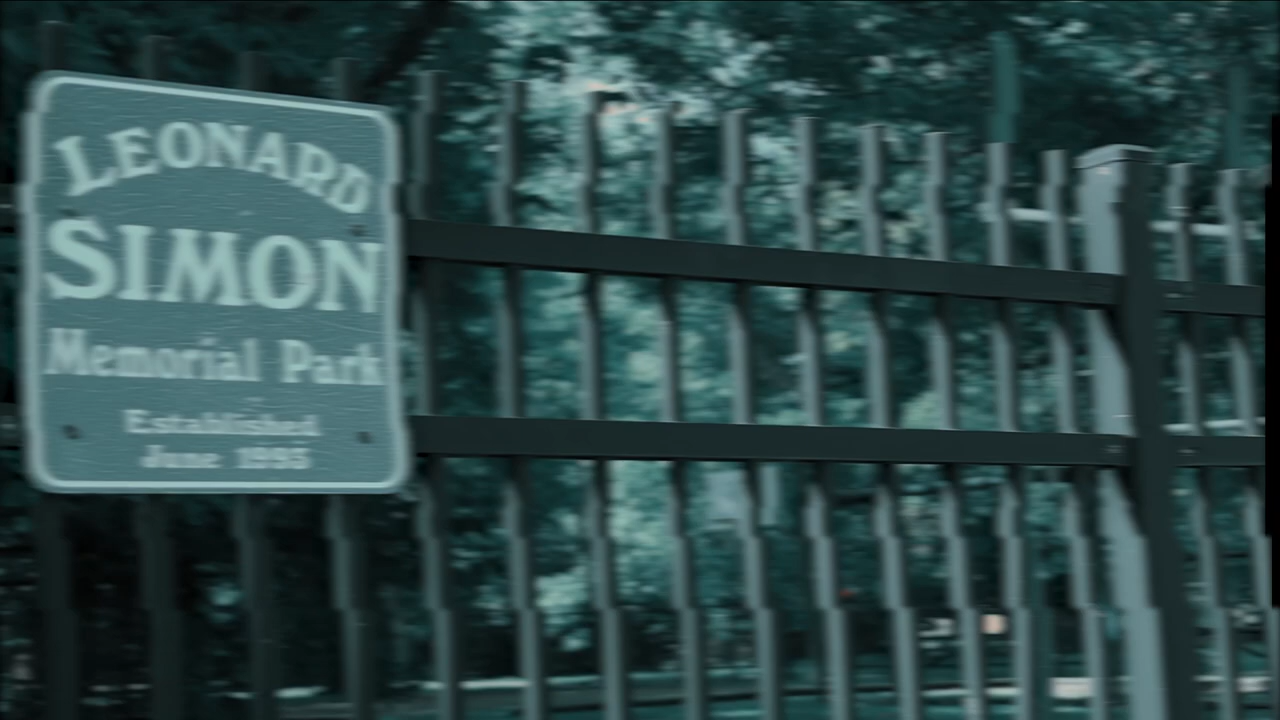 LEONARD
SIMON
Memorial Park
Established
June 1995